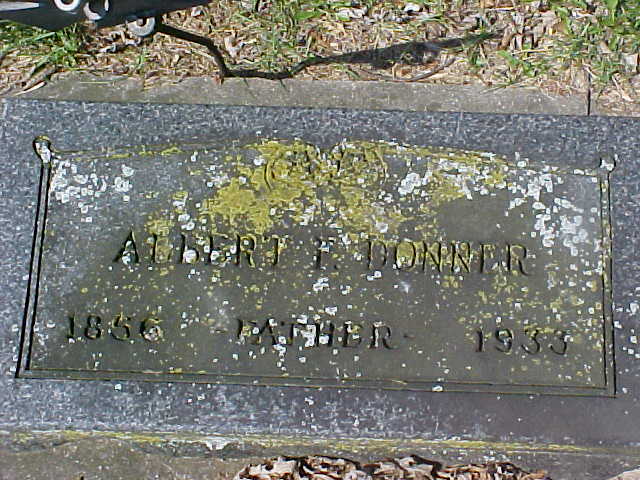 ALBERT F. DONNER
1856 -FATHER- 1933